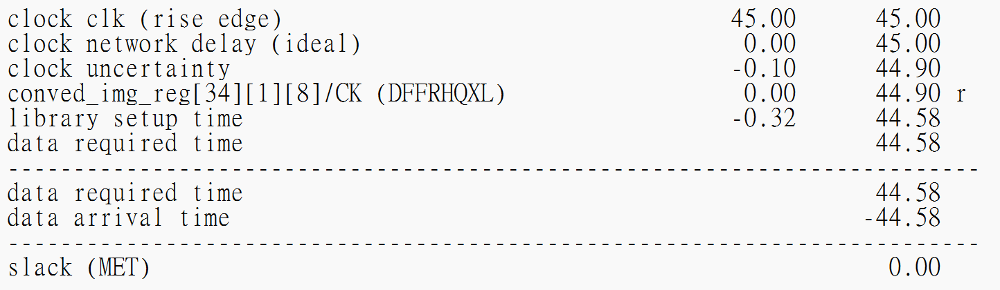 clock clk (rise edge) 45.00 45.00
clock network delay (ideal) 0.00 45.00
clock uncertainty -0.10 44.90
conved_img_reg[34][1][8]/CK (DFFRHQXL) 0.00 44.90 r
library setup time -0.32 44.58
data required time 44.58
--------------------------------------------------------------------------
data required time 44.58
data arrival time -44.58
--------------------------------------------------------------------------
slack (MET) 0.00